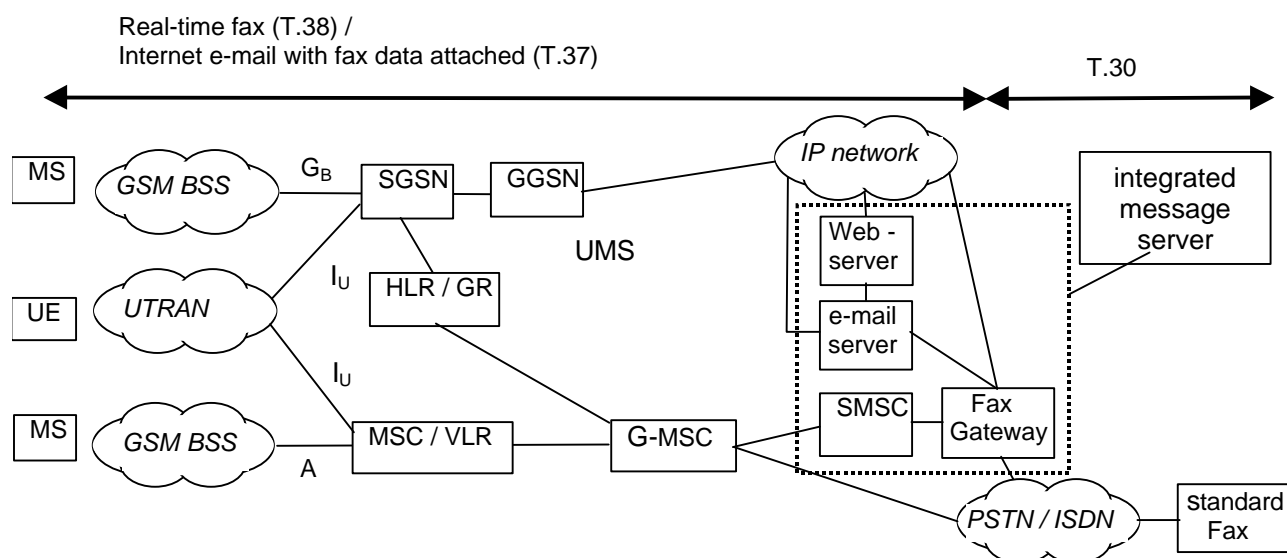 Real-time fax (T.38) /
Internet e-mail with fax data attached (T.37)
T.30
MS
GSM BSS
GB
SGSN
GGSN
IP network
integrated
message
server
UMS
Web -
server
IU
HLR / GR
UE
UTRAN
e-mail
server
IU
MS
GSM BSS
A
MSC / VLR
G-MSC
SMSC
Fax
Gateway
PSTN / ISDN
standard
Fax